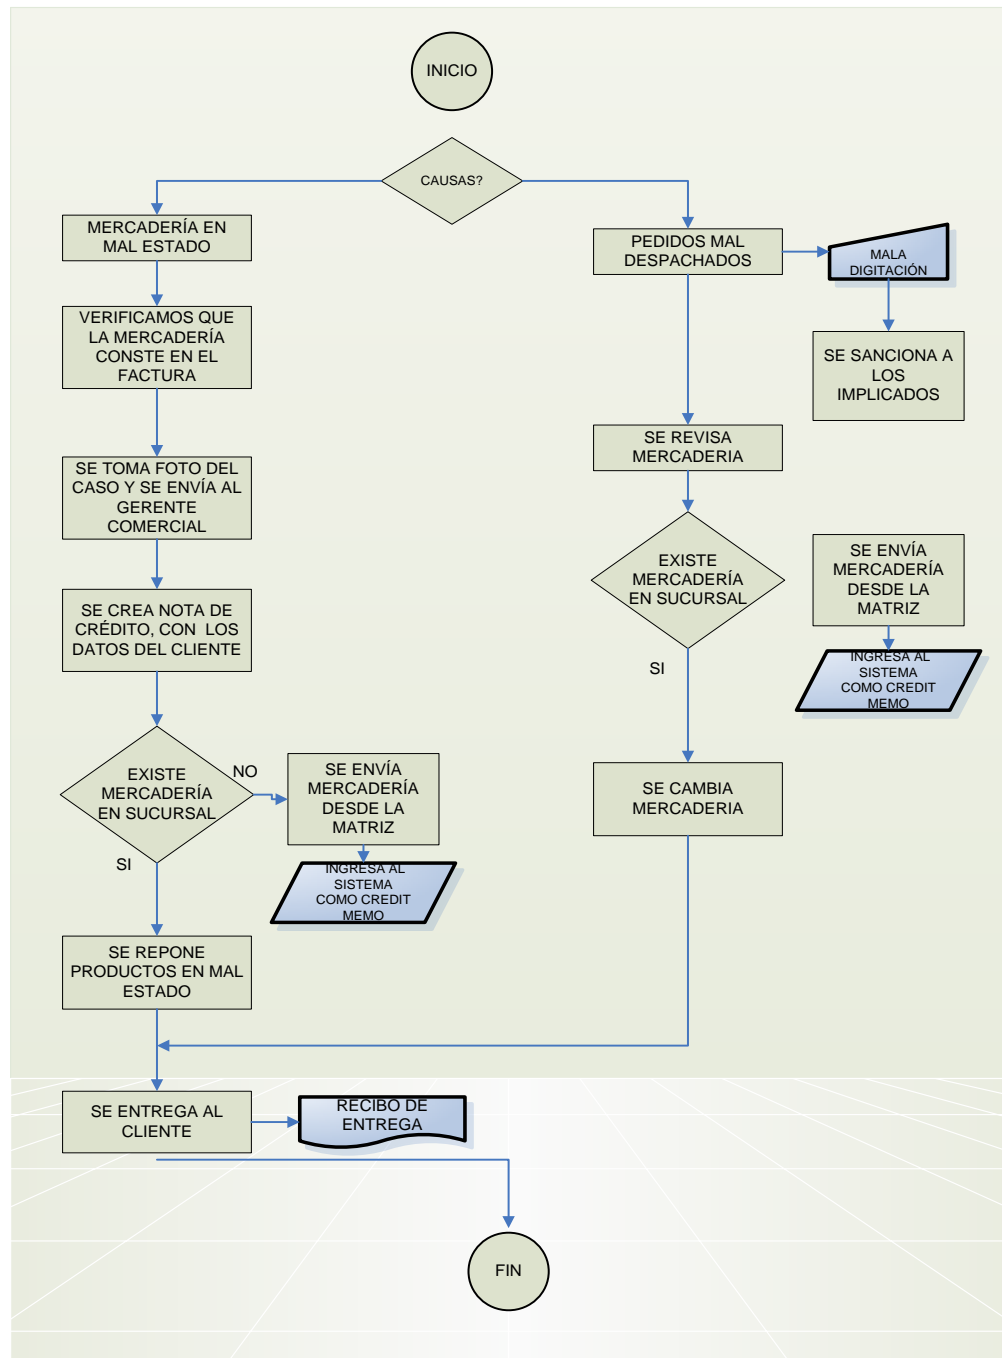 INICIO
CAUSAS?
MERCADERÍA EN
MAL ESTADO
VERIFICAMOS QUE
LA MERCADERÍA
CONSTE EN EL
FACTURA
SE TOMA FOTO DEL
CASO Y SE ENVÍA AL
GERENTE
COMERCIAL
SE CREA NOTA DE
CRÉDITO, CON LOS
DATOS DEL CLIENTE
EXISTE
MERCADERÍA
EN SUCURSAL
NO
SI
SE ENVÍA
MERCADERÍA
DESDE LA
MATRIZ
INGRESA AL
SISTEMA
COMO CREDIT
MEMO
SE REPONE
PRODUCTOS EN MAL
ESTADO
PEDIDOS MAL
DESPACHADOS
MALA
DIGITACIÓN
SE SANCIONA A
LOS
IMPLICADOS
SE REVISA
MERCADERIA
EXISTE
MERCADERÍA
EN SUCURSAL
SI
SE ENVÍA
MERCADERÍA
DESDE LA
MATRIZ
INGRESA AL
SISTEMA
COMO CREDIT
MEMO
SE CAMBIA
MERCADERIA
SE ENTREGA AL
CLIENTE
RECIBO DE
ENTREGA
FIN